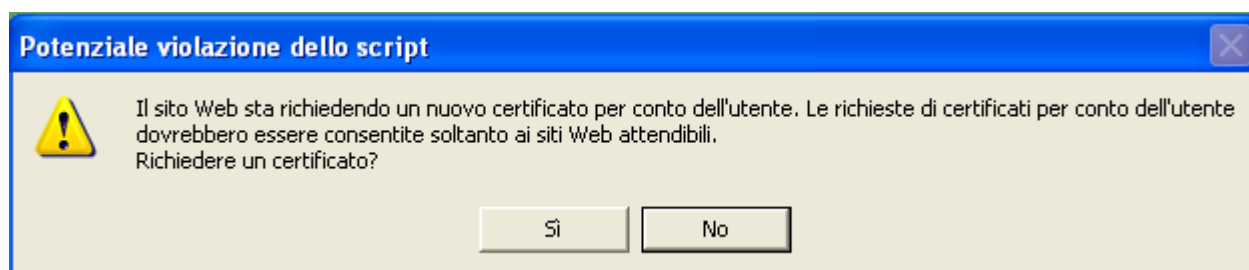 Potenziale violazione dello script
Il sito Web sta richiedendo un nuovo certificato per conto dell'utente. Le richieste di certificati per conto dell'utente
dovrebbero essere consentite soltanto ai siti Web attendibili.
Richiedere un certificato?
Sì
No